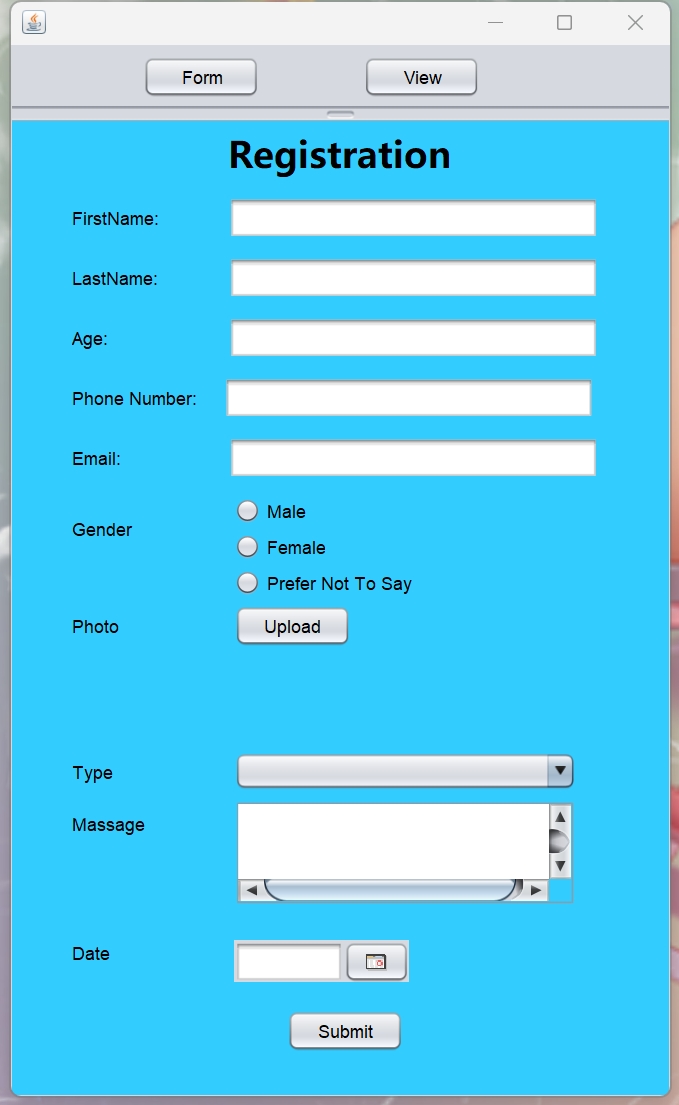 Form View
Registration
FirstName:
LastName:
Age:
Phone Number:
Email:
Gender
Male
Female
Prefer Not To Say
Photo Upload
Type
Massage
Date
Submit